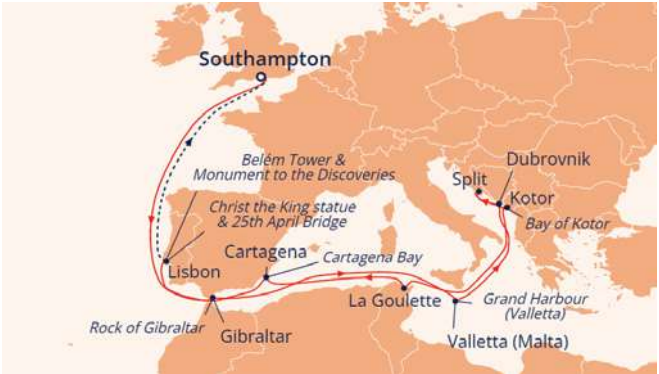 Southampton
Belém Tower &
Monument to the Discoveries
Dubrovnik
Split
Kotor
Bay of Kotor
Christ the King statue
& 25th April Bridge
Cartagena
Cartagena Bay
Lisbon
La Goulette
Grand Harbour
(Valletta)
Rock of Gibraltar
Gibraltar
Valletta (Malta)